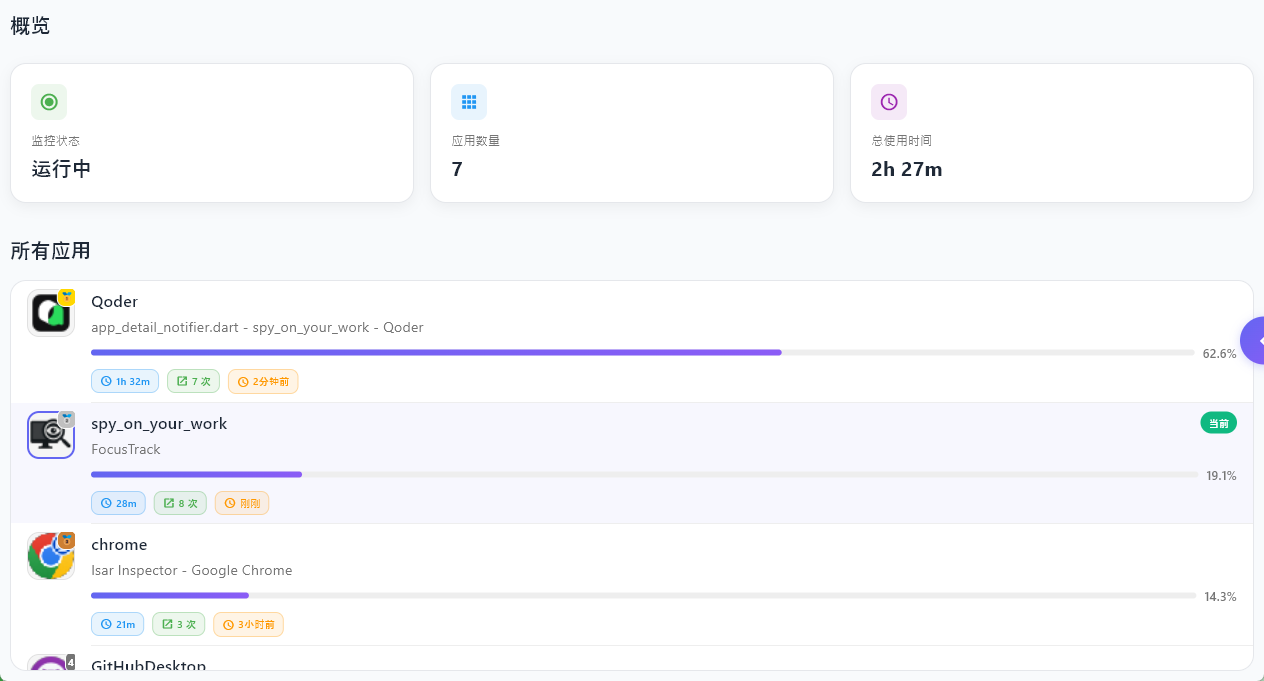 概览
监控状态
运行中
应用数量
7
总使用时间
2h 27m
所有应用
Qoder
app_detail_notifier.dart - spy_on_your_work - Qoder
62.6%
1h 32m
7 次
2分钟前
spy_on_your_work
当前
FocusTrack
19.1%
28m
8 次
刚刚
chrome
Isar Inspector - Google Chrome
14.3%
21m
3 次
3小时前
4
GitHubDesktop